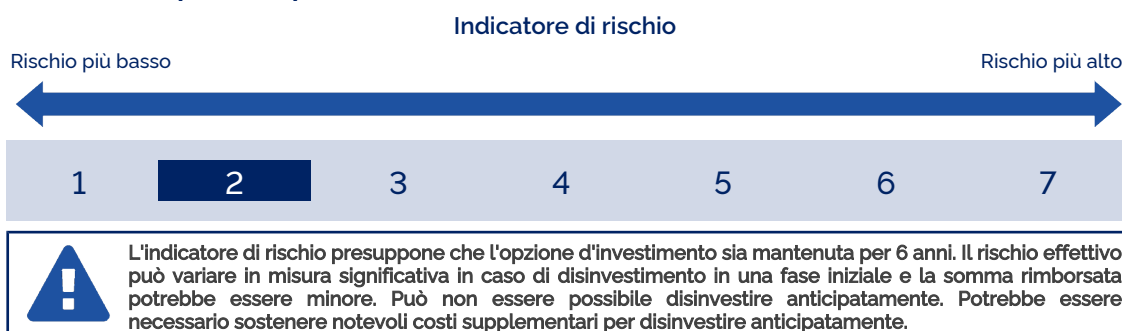 Indicatore di rischio
Rischio più basso
Rischio più alto
1 2 3 4 5 6 7
L'indicatore di rischio presuppone che l'opzione d'investimento sia mantenuta per 6 anni. Il rischio effettivo
può variare in misura significativa in caso di disinvestimento in una fase iniziale e la somma rimborsata
potrebbe essere minore. Può non essere possibile disinvestire anticipatamente. Potrebbe essere
necessario sostenere notevoli costi supplementari per disinvestire anticipatamente.